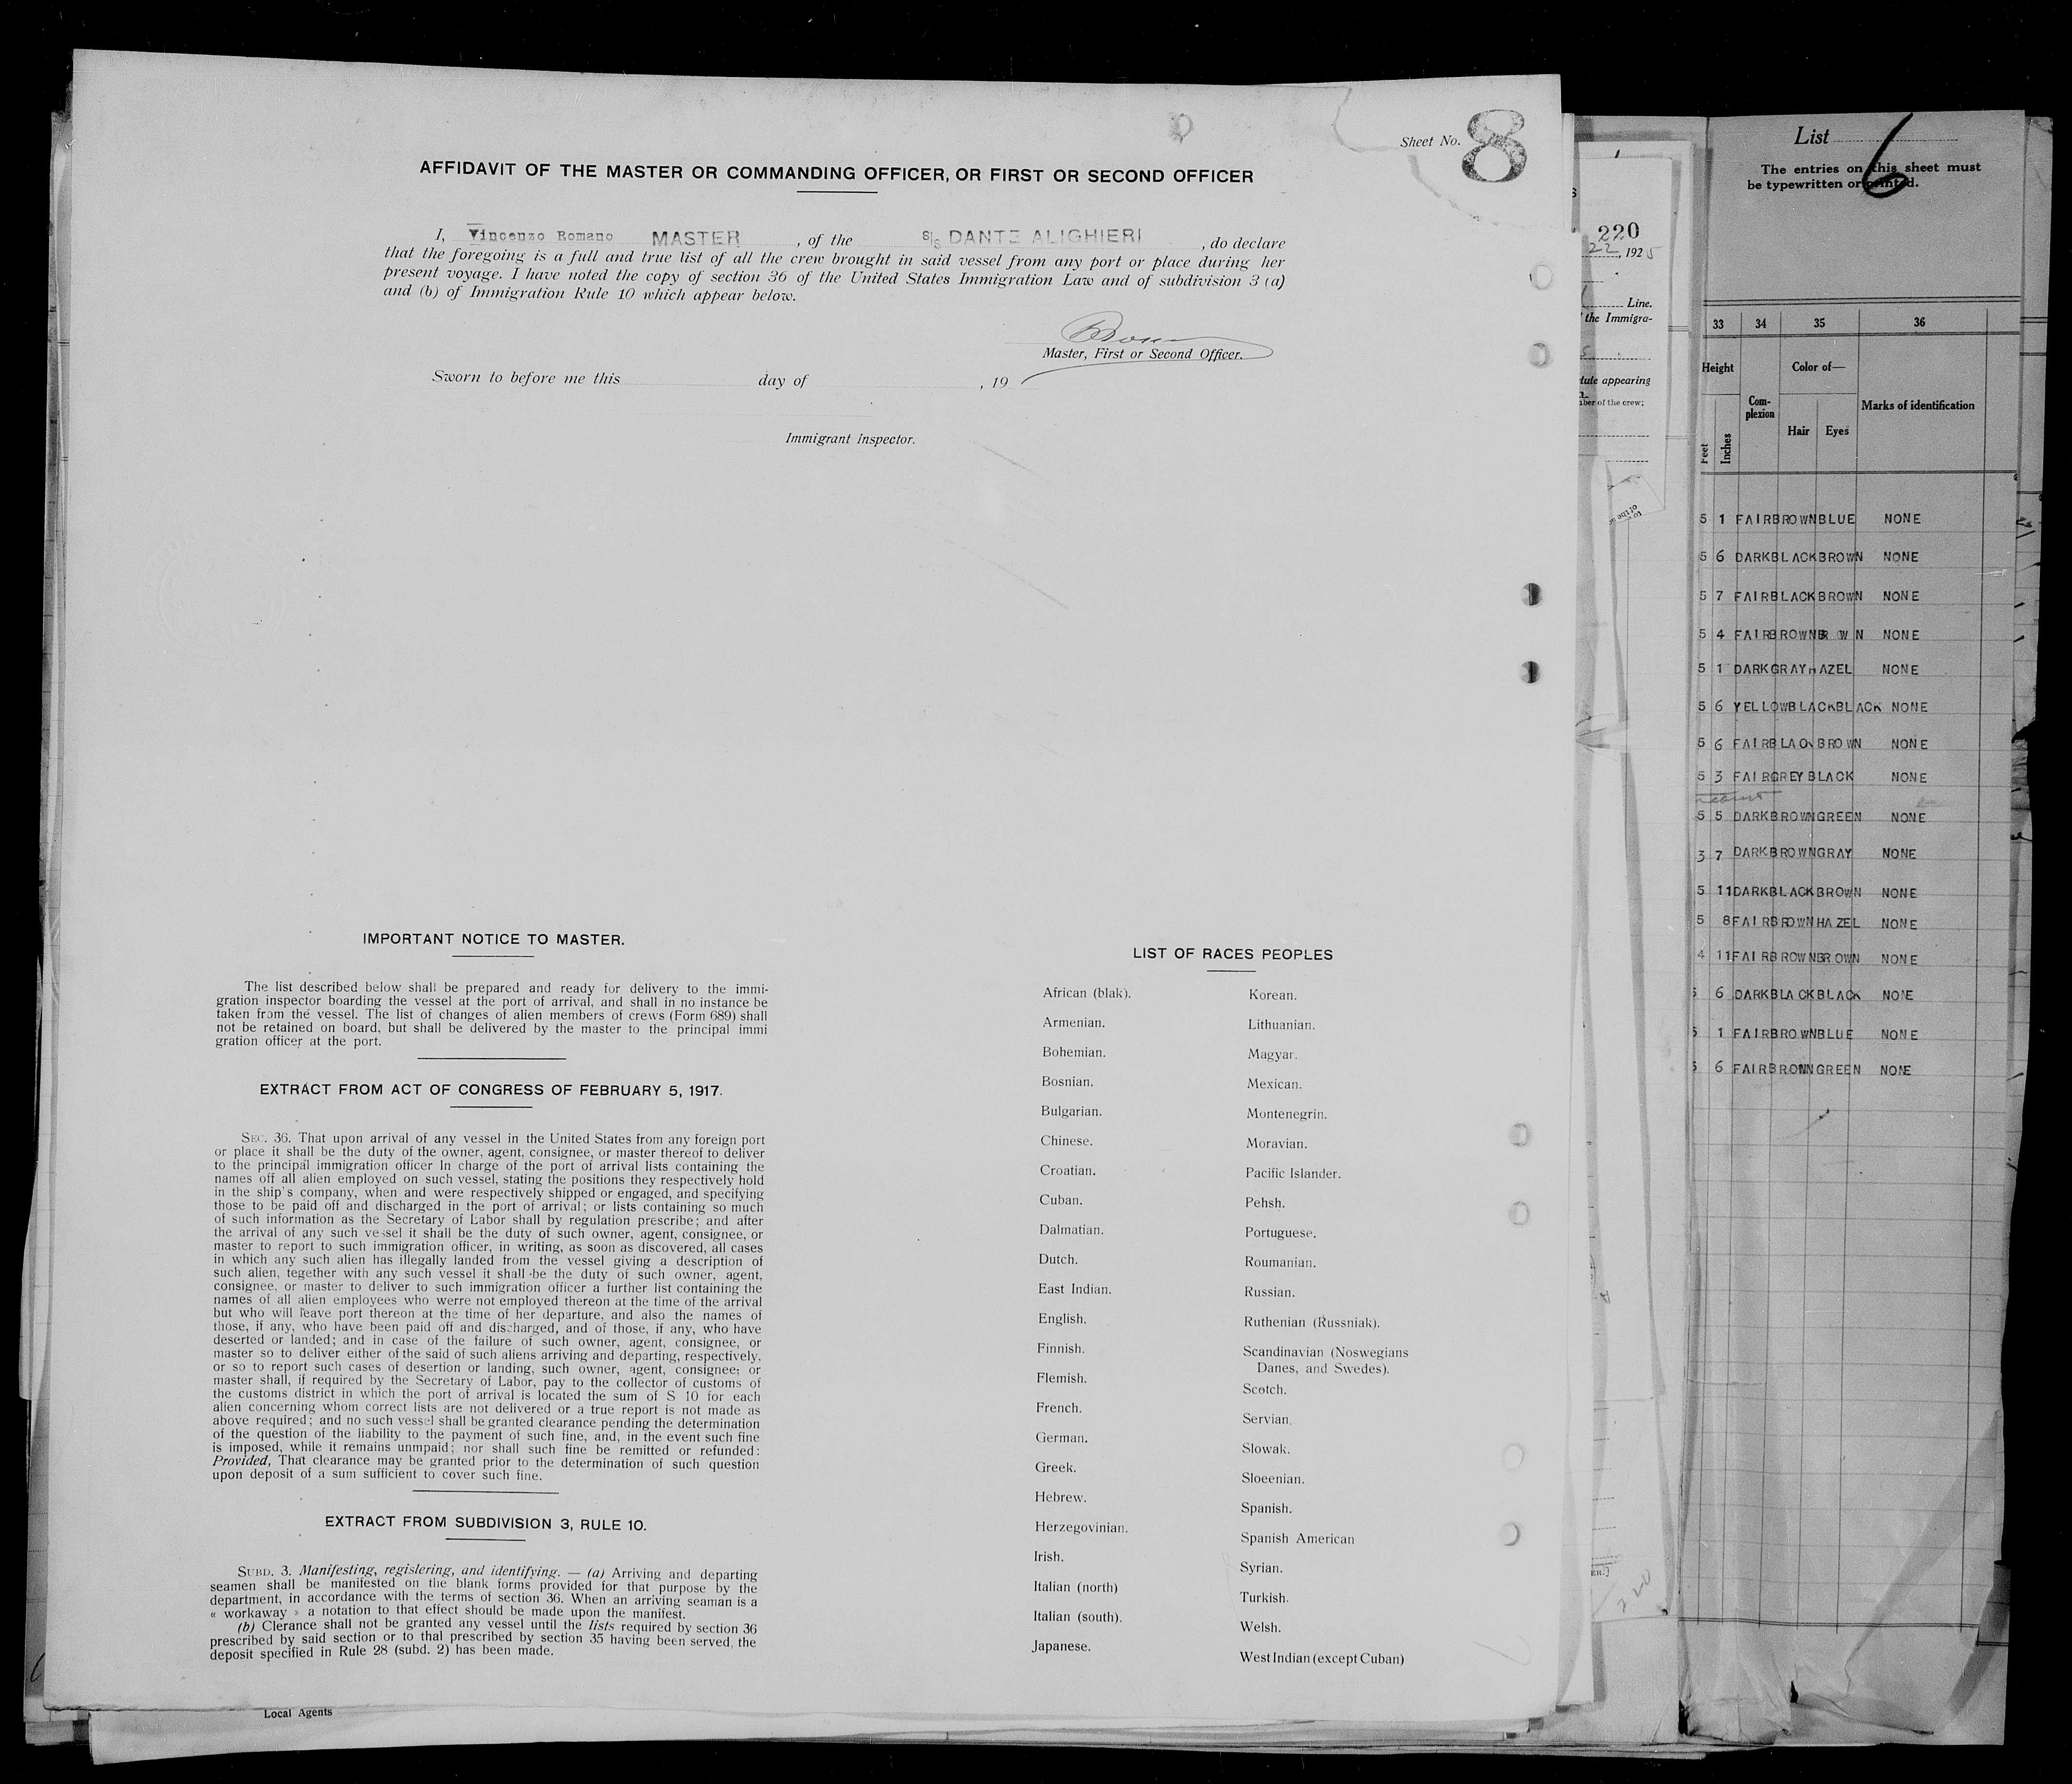 Sheet No. 8
AFFIDAVIT OF THE MASTER OR COMMANDING OFFICER, OR FIRST OR SECOND OFFICER
I, Vincenzo Romano MASTER , of the S/S DANTE ALIGHIERI , do declare
that the foregoing is a full and true list of all the crew brought in said vessel from any port or place during her
present voyage. I have noted the copy of section 36 of the United States Immigration Law and of subdivision 3 (a)
and (b) of Immigration Rule 10 which appear below.
Master, First or Second Officer.
Sworn to before me this day of , 19
Immigrant Inspector.
IMPORTANT NOTICE TO MASTER.
The list described below shall be prepared and ready for delivery to the immi-
gration inspector boarding the vessel at the port of arrival, and shall in no instance be
taken from the vessel. The list of changes of alien members of crews (Form 689) shall
not be retained on board, but shall be delivered by the master to the principal immi
gration officer at the port.
EXTRACT FROM ACT OF CONGRESS OF FEBRUARY 5, 1917.
SEC. 36. That upon arrival of any vessel in the United States from any foreign port
or place it shall be the duty of the owner, agent, consignee, or master thereof to deliver
to the principal immigration officer In charge of the port of arrival lists containing the
names off all alien employed on such vessel, stating the positions they respectively hold
in the ship's company, when and were respectively shipped or engaged, and specifying
those to be paid off and discharged in the port of arrival; or lists containing so much
of such information as the Secretary of Labor shall by regulation prescribe; and after
the arrival of any such vessel it shall be the duty of such owner, agent, consignee, or
master to report to such immigration officer, in writing, as soon as discovered, all cases
in which any such alien has illegally landed from the vessel giving a description of
such alien, tegether with any such vessel it shall be the duty of such owner, agent,
consignee, or master to deliver to such immigration officer a further list containing the
names of all alien employees who werre not employed thereon at the time of the arrival
but who will leave port thereon at the time of her departure, and also the names of
those, if any, who have been paid off and discharged, and of those, if any, who have
deserted or landed; and in case of the failure of such owner, agent, consignee, or
master so to deliver either of the said of such aliens arriving and departing, respectively,
or so to report such cases of desertion or landing, such owner, agent, consignee; or
master shall, if required by the Secretary of Labor, pay to the collector of customs of
the customs district in which the port of arrival is located the sum of S 10 for each
alien concerning whom correct lists are not delivered or a true report is not made as
above required; and no such vessel shall be granted clearance pending the determination
of the question of the liability to the payment of such fine, and, in the event such fine
is imposed, while it remains unmpaid; nor shall such fine be remitted or refunded:
Provided, That clearance may be granted prior to the determination of such question
upon deposit of a sum sufficient to cover such fine.
EXTRACT FROM SUBDIVISION 3, RULE 10.
SUBD. 3. Manifesting, registering, and identifying. — (a) Arriving and departing
seamen shall be manifested on the blank forms provided for that purpose by the
department, in accordance with the terms of section 36. When an arriving seaman is a
« workaway » a notation to that effect should be made upon the manifest.
(b) Clerance shall not be granted any vessel until the lists required by section 36
prescribed by said section or to thal prescribed by section 35 having been served, the
deposit specified in Rule 28 (subd. 2) has been made.
Local Agents
LIST OF RACES PEOPLES
African (blak).
Armenian.
Bohemian.
Bosnian.
Bulgarian.
Chinese.
Croatian.
Cuban.
Dalmatian.
Dutch.
East Indian.
English.
Finnish.
Flemish.
French.
German.
Greek.
Hebrew.
Herzegovinian.
Irish.
Italian (north)
Italian (south).
Japanese.
Korean.
Lithuanian.
Magyar.
Mexican.
Montenegrin.
Moravian.
Pacific Islander.
Pehsh.
Portuguese.
Roumanian.
Russian.
Ruthenian (Russniak).
Scandinavian (Noswegians
Danes, and Swedes).
Scotch.
Servian.
Slowak.
Sloeenian.
Spanish.
Spanish American
Syrian.
Turkish.
Welsh.
West Indian (except Cuban)
220
22, 1925
Line.
the Immigra-
appearing
of the crew;
220
List 6
The entries on this sheet must
be typewritten or printed.
33 34 35 36
Height
Com-
plexion
Color of—
Marks of identification
Feet
Inches
Hair
Eyes
5 1 FAIR BROWN BLUE NONE
5 6 DARK BLACK BROWN NONE
5 7 FAIR BLACK BROWN NONE
5 4 FAIR BROWN BR W N NONE
5 1 DARK GRAY HAZEL NONE
5 6 YELLOW BLACK BLACK NONE
5 6 FAIR BLACK BROWN NONE
5 3 FAIR GREY BLACK NONE
5 5 DARK BROWN GREEN NONE
3 7 DARK BROWN GRAY NONE
5 11 DARK BLACK BROWN NONE
5 8 FAIR BROWN HAZEL NONE
4 11 FAIR BROWN BROWN NONE
5 6 DARK BLACK BLACK NONE
5 1 FAIR BROWN BLUE NONE
5 6 FAIR BROWN GREEN NONE